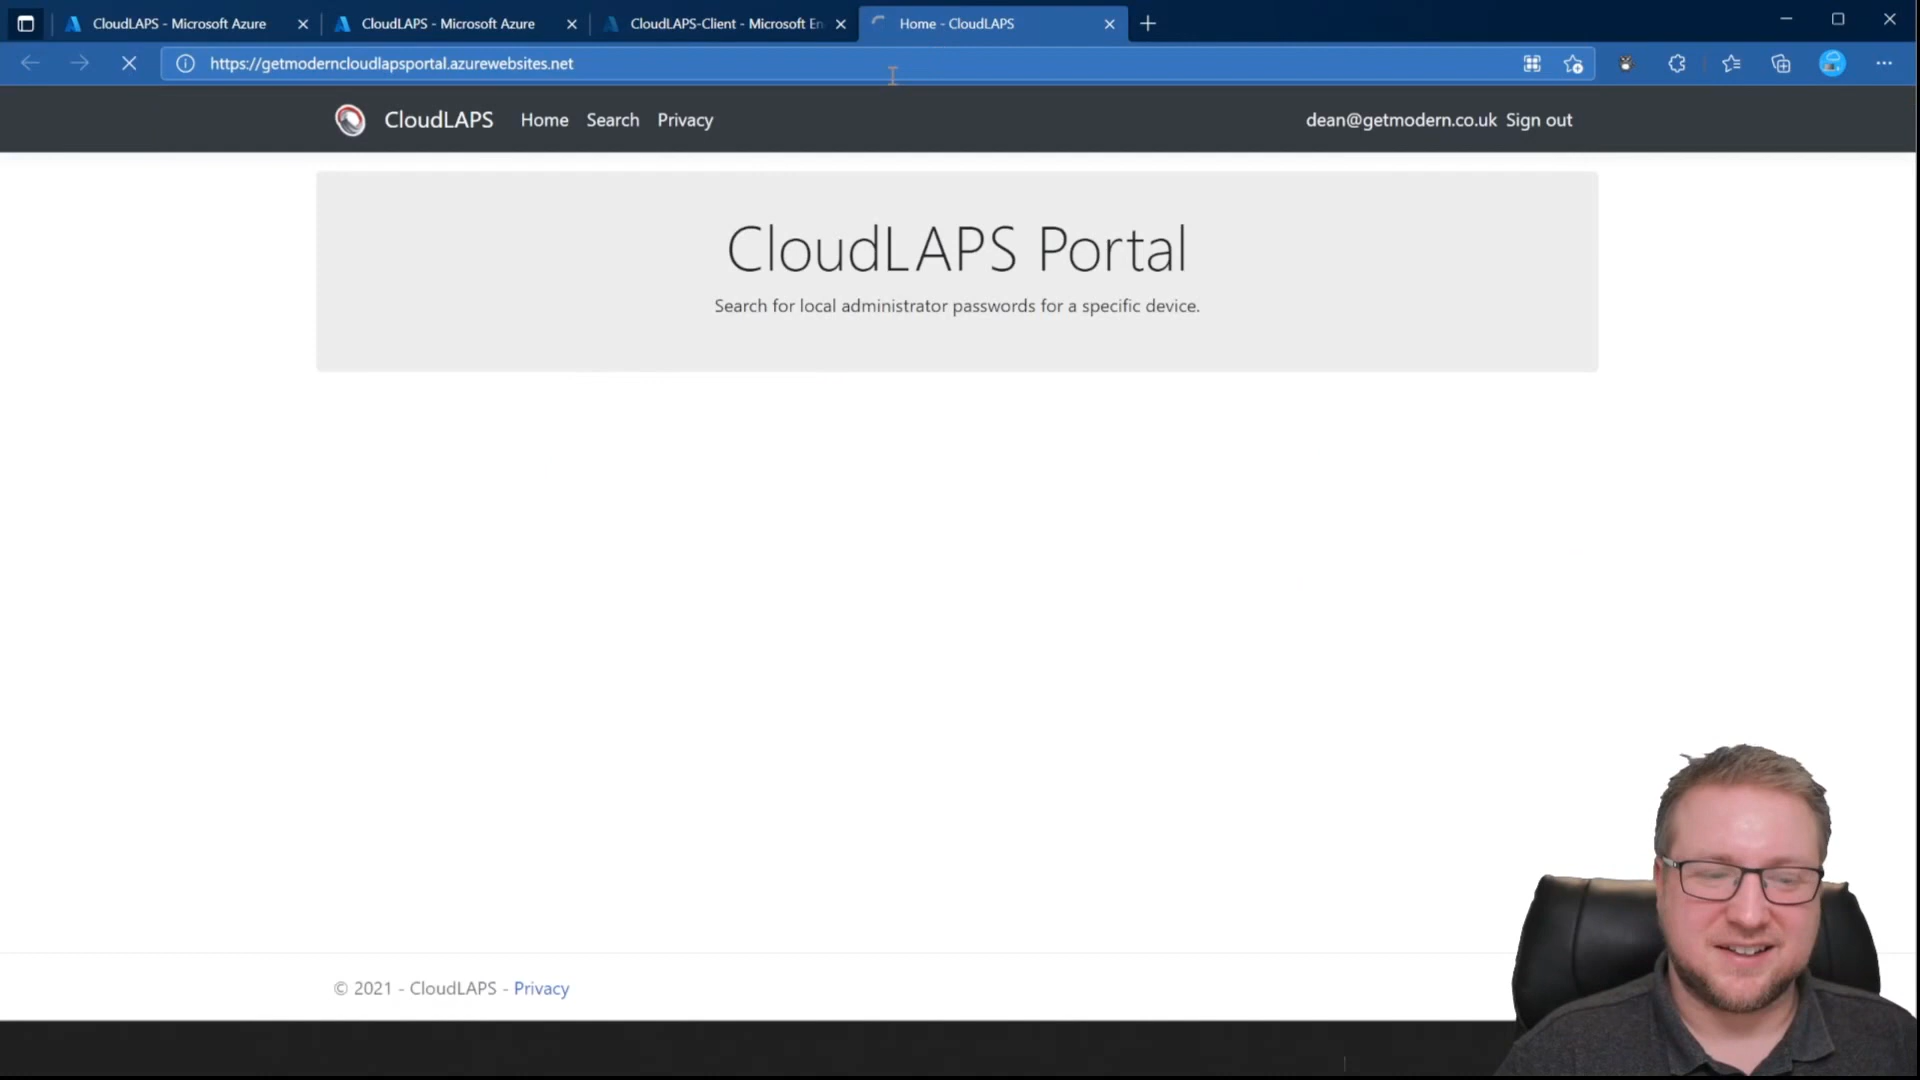 CloudLAPS - Microsoft Azure
CloudLAPS - Microsoft Azure
CloudLAPS-Client - Microsoft En
Home - CloudLAPS
https://getmoderncloudlapsportal.azurewebsites.net
CloudLAPS Home Search Privacy dean@getmodern.co.uk Sign out
CloudLAPS Portal
Search for local administrator passwords for a specific device.
© 2021 - CloudLAPS - Privacy